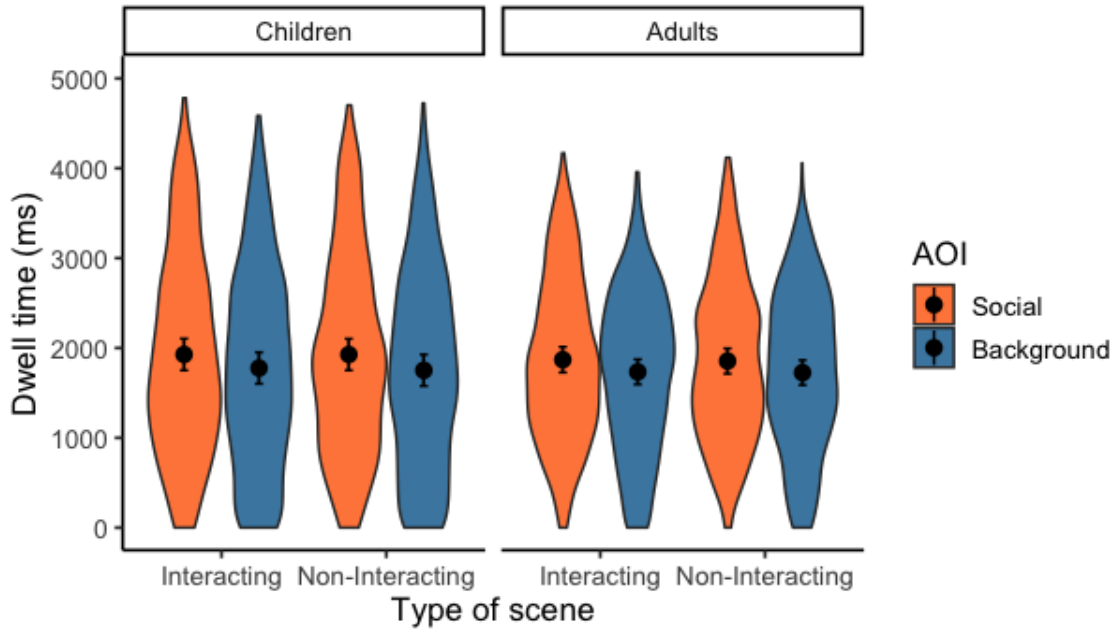 Children
Adults
Dwell time (ms)
5000
4000
3000
2000
1000
0
Interacting Non-Interacting
Interacting Non-Interacting
Type of scene
AOI
Social
Background